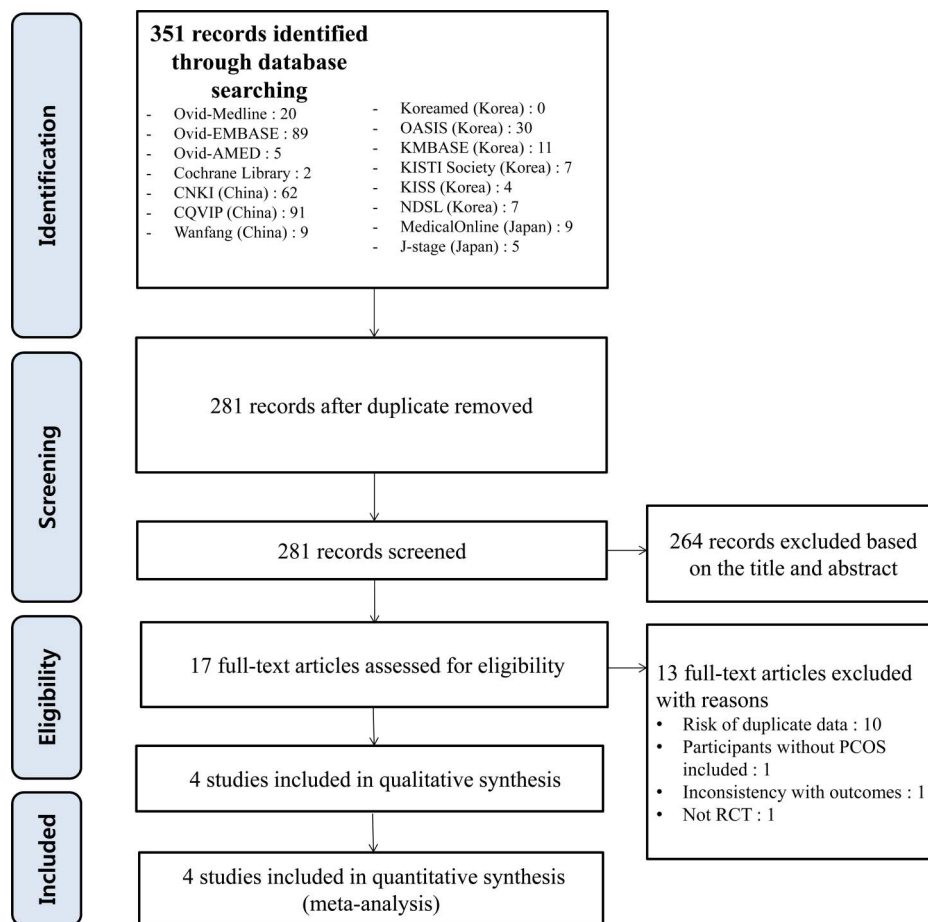 Identification
351 records identified
through database
searching
- Ovid-Medline : 20
- Ovid-EMBASE : 89
- Ovid-AMED : 5
- Cochrane Library : 2
- CNKI (China) : 62
- CQVIP (China) : 91
- Wanfang (China) : 9
- Koreamed (Korea) : 0
- OASIS (Korea) : 30
- KMBASE (Korea) : 11
- KISTI Society (Korea) : 7
- KISS (Korea) : 4
- NDSL (Korea) : 7
- MedicalOnline (Japan) : 9
- J-stage (Japan) : 5
Screening
281 records after duplicate removed
281 records screened
264 records excluded based
on the title and abstract
Eligibility
17 full-text articles assessed for eligibility
13 full-text articles excluded
with reasons
• Risk of duplicate data : 10
• Participants without PCOS
included : 1
• Inconsistency with outcomes : 1
• Not RCT : 1
4 studies included in qualitative synthesis
Included
4 studies included in quantitative synthesis
(meta-analysis)